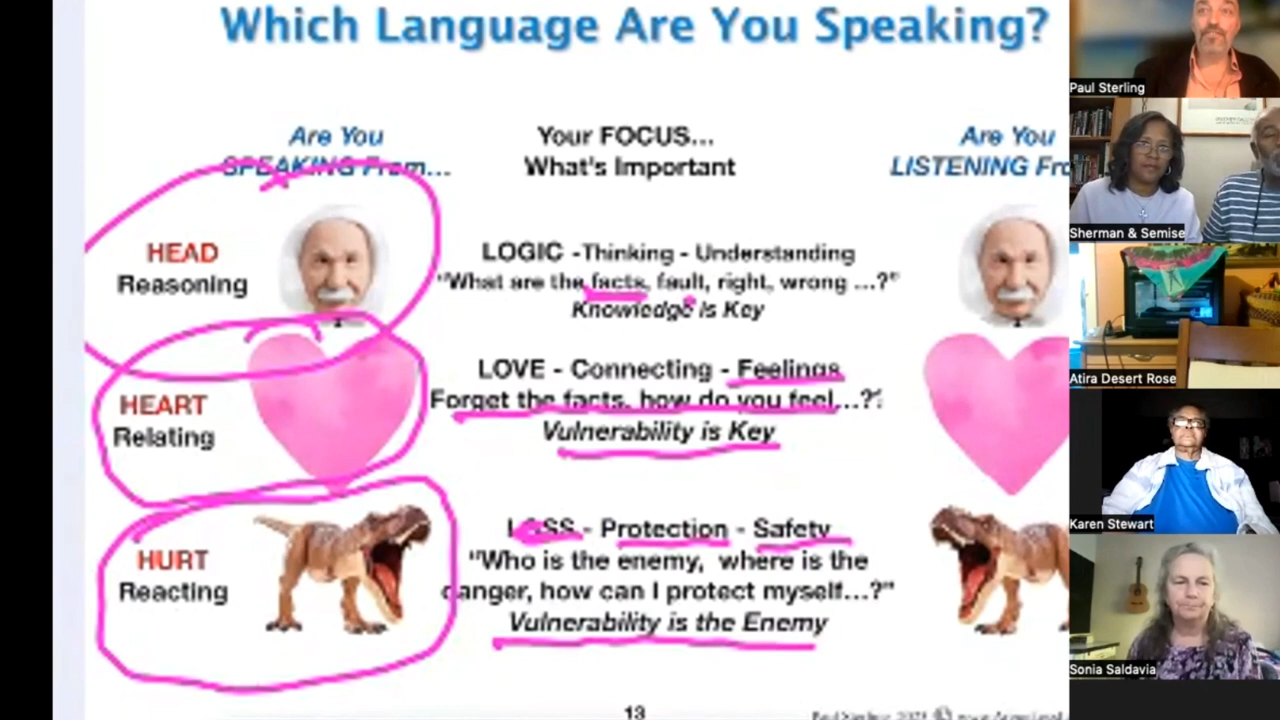 Which Language Are You Speaking?
Are You
SPEAKING From...
Your FOCUS...
What's Important
Are You
LISTENING Fro
HEAD
Reasoning
LOGIC -Thinking - Understanding
"What are the facts, fault, right, wrong ...?"
Knowledge is Key
HEART
Relating
LOVE - Connecting - Feelings
Forget the facts, how do you feel...?"
Vulnerability is Key
HURT
Reacting
LOSS - Protection - Safety
"Who is the enemy, where is the
danger, how can I protect myself...?"
Vulnerability is the Enemy
13
Paul Sterling
Sherman & Semise
Atira Desert Rose
Karen Stewart
Sonia Saldavia